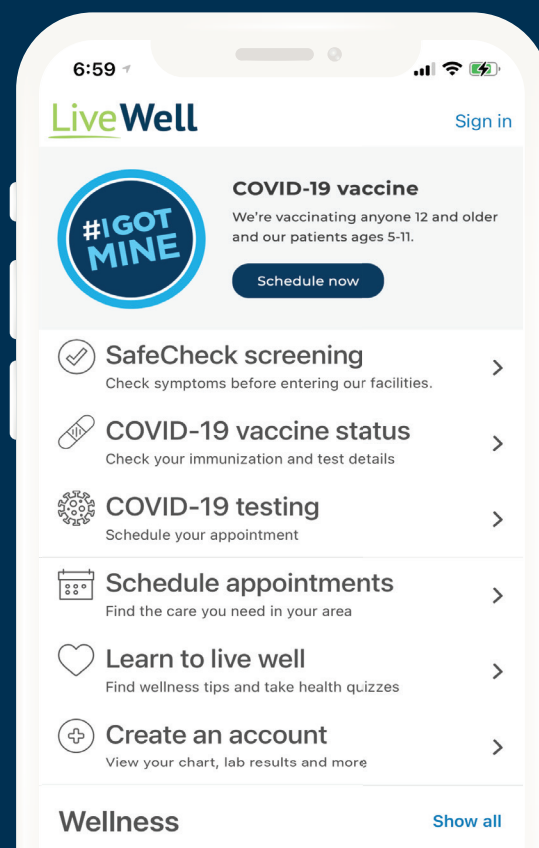 6:59
LiveWell
Sign in
#IGOT
MINE
COVID-19 vaccine
We're vaccinating anyone 12 and older
and our patients ages 5-11.
Schedule now
SafeCheck screening
Check symptoms before entering our facilities.
COVID-19 vaccine status
Check your immunization and test details
COVID-19 testing
Schedule your appointment
Schedule appointments
Find the care you need in your area
Learn to live well
Find wellness tips and take health quizzes
Create an account
View your chart, lab results and more
Wellness
Show all